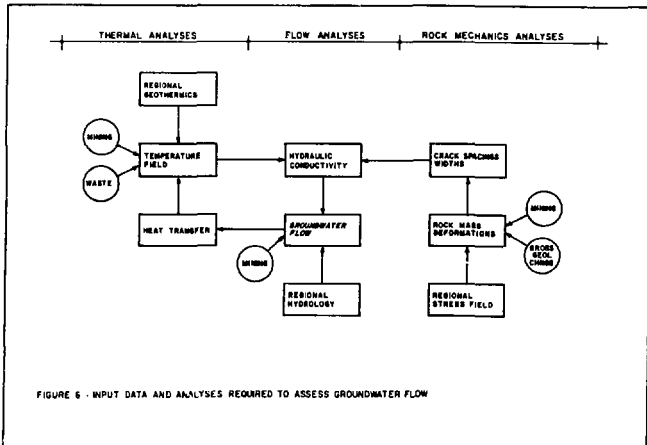 THERMAL ANALYSES
FLOW ANALYSES
ROCK MECHANICS ANALYSES
REGIONAL
GEOTHERMICS
MINING
WASTE
TEMPERATURE
FIELD
HYDRAULIC
CONDUCTIVITY
CRACK SPACINGS
WIDTHS
HEAT TRANSFER
GROUNDWATER
FLOW
MINING
ROCK MASS
DEFORMATIONS
MINING
GROSS
GEOL
CHNGS
REGIONAL
HYDROLOGY
REGIONAL
STRESS FIELD
FIGURE 6 - INPUT DATA AND ANALYSES REQUIRED TO ASSESS GROUNDWATER FLOW